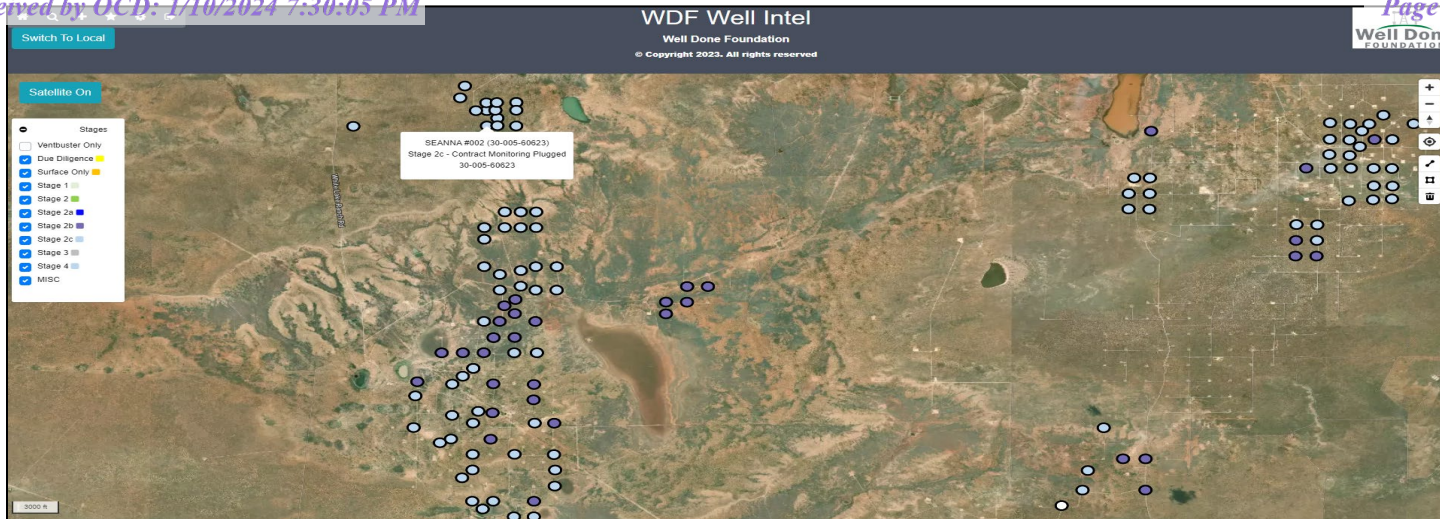 eived by OCD: 1/10/2024 7:30:05 PM
Page
WDF Well Intel
Well Done Foundation
© Copyright 2023. All rights reserved
Switch To Local
Well Don
FOUNDATION
Satellite On
Stages
Ventbuster Only
Due Diligence
Surface Only
Stage 1
Stage 2
Stage 2a
Stage 2b
Stage 2c
Stage 3
Stage 4
MISC
SEANNA #002 (30-005-60623)
Stage 2c - Contract Monitoring Plugged
30-005-60623
3000 ft